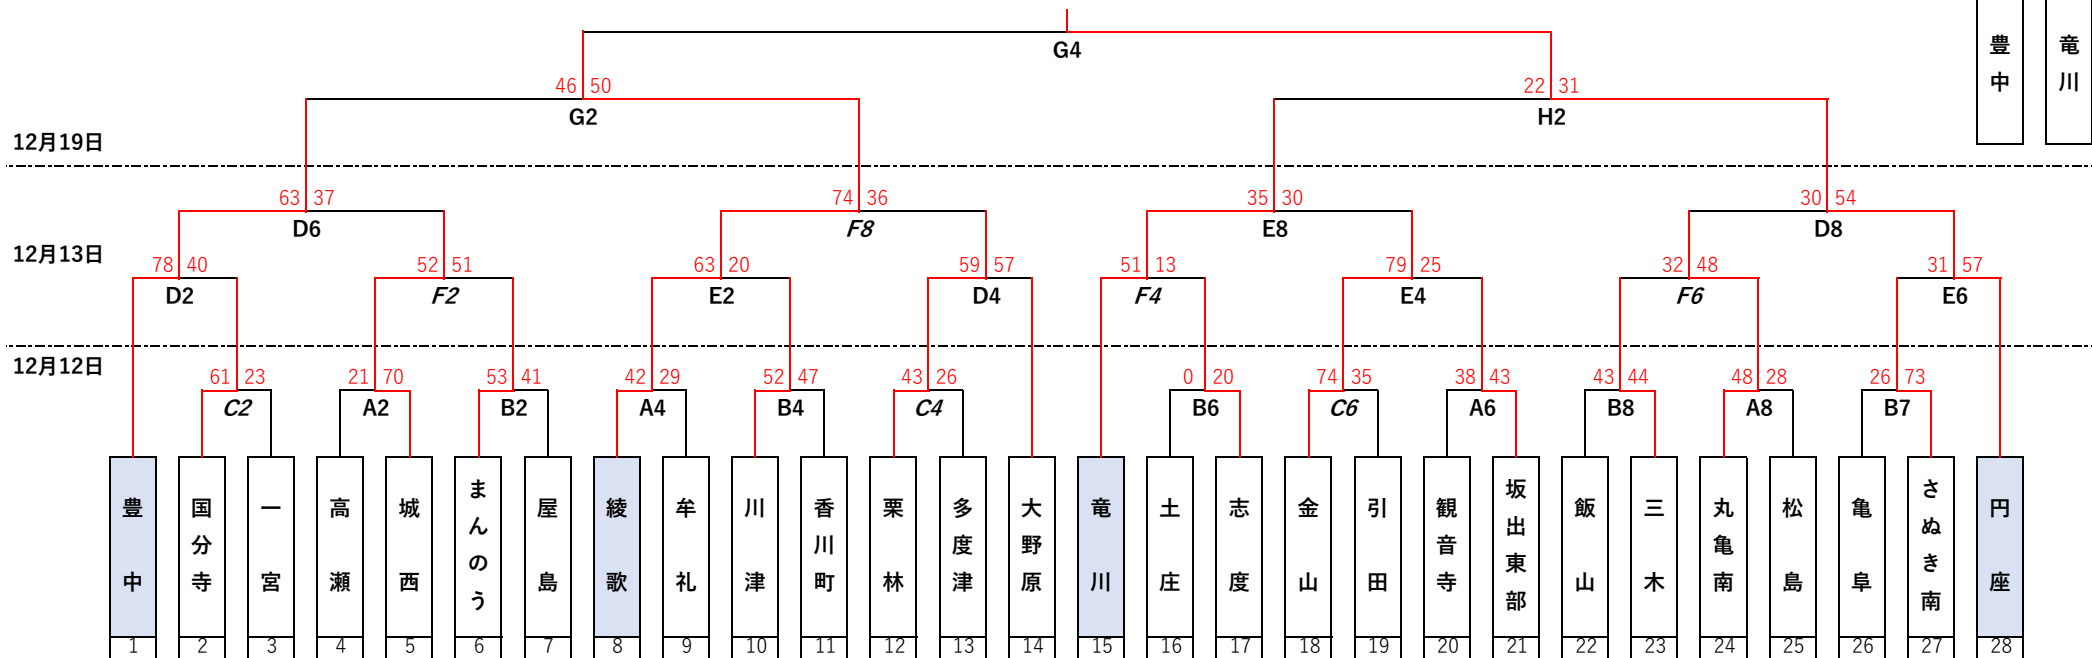 G4
豊中
竜川
46 50
22 31
G2
H2
12月19日
63 37
74 36
35 30
30 54
D6
F8
E8
D8
12月13日
78 40
52 51
63 20
59 57
51 13
79 25
32 48
31 57
D2
F2
E2
D4
F4
E4
F6
E6
12月12日
61 23
21 70
53 41
42 29
52 47
43 26
0 20
74 35
38 43
43 44
48 28
26 73
C2
A2
B2
A4
B4
C4
B6
C6
A6
B8
A8
B7
豊中
国分寺
一宮
高瀬
城西
まんのう
屋島
綾歌
牟礼
川津
香川町
栗林
多度津
大野原
竜川
土庄
志度
金山
引田
観音寺
坂出東部
飯山
三木
丸亀南
松島
亀阜
さぬき南
円座
1 2 3 4 5 6 7 8 9 10 11 12 13 14 15 16 17 18 19 20 21 22 23 24 25 26 27 28